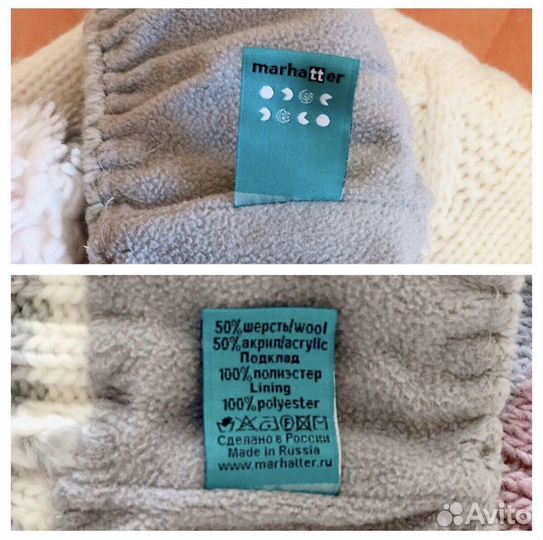 marhatter
50%шерсть/wool
50%акрил/acrylic
Подклад
100%полиэстер
Lining
100%polyester
Сделано в России
Made in Russia
www.marhatter.ru
Avito